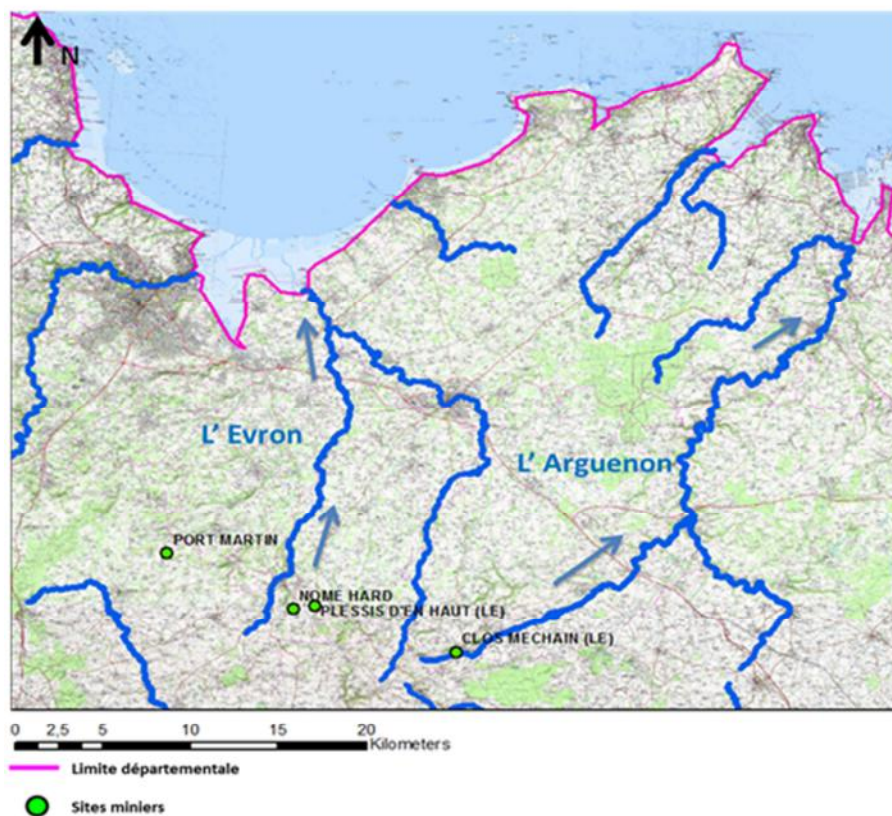 N
L' Evron
L' Arguenon
PORT MARTIN
NOME HARD
PLESSIS D'EN HAUT (LE)
CLOS MECHAIN (LE)
0 2,5 5 10 15 20
Kilometers
Limite départementale
Sites miniers